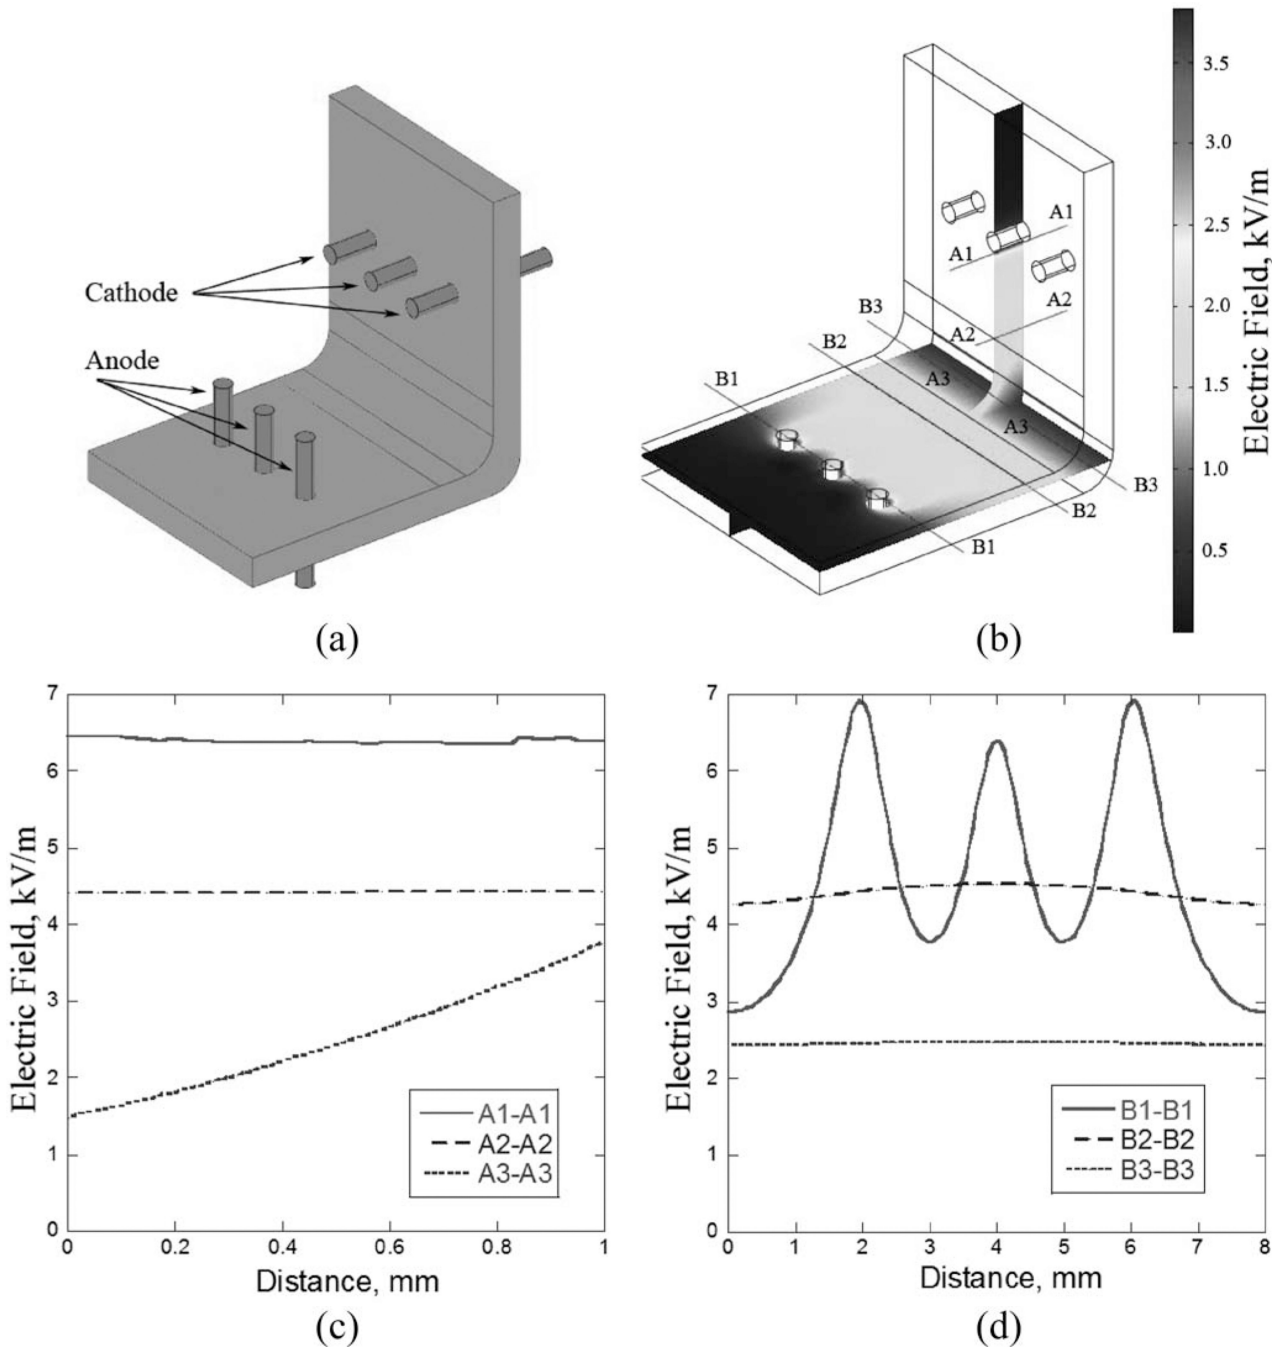 Cathode
Anode
(a)
A1
A1
A2
A2
B3
B2
A3
B1
A3
B3
B2
B1
3.5
3.0
2.5
2.0
1.5
1.0
0.5
Electric Field, kV/m
(b)
7
6
5
4
3
2
1
0
Electric Field, kV/m
A1-A1
A2-A2
A3-A3
0 0.2 0.4 0.6 0.8 1
Distance, mm
(c)
7
6
5
4
3
2
1
0
Electric Field, kV/m
B1-B1
B2-B2
B3-B3
0 1 2 3 4 5 6 7 8
Distance, mm
(d)